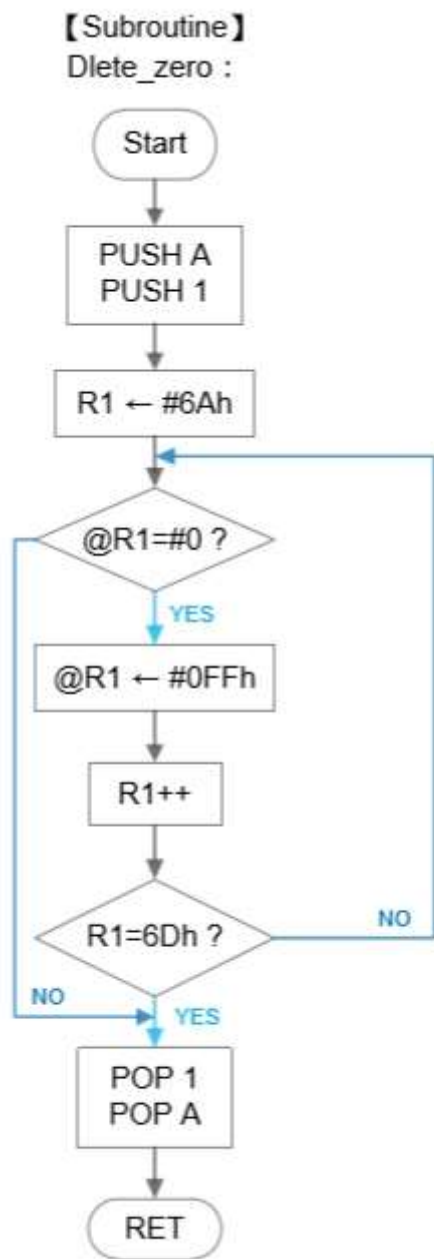 【Subroutine】
Dlete_zero :
Start
PUSH A
PUSH 1
R1 ← #6Ah
@R1=#0 ?
YES
@R1 ← #0FFh
R1++
R1=6Dh ?
NO
NO
YES
POP 1
POP A
RET